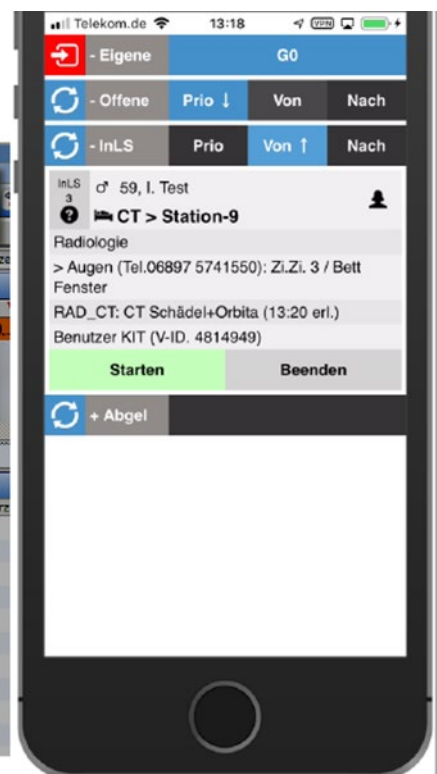 Telekom.de 13:18 VPN
- Eigene G0
- Offene Prio ↓ Von Nach
- InLS Prio Von ↑ Nach
InLS ♂ 59, I. Test
3
CT > Station-9
Radiologie
> Augen (Tel.06897 5741550): Zi.Zi. 3 / Bett
Fenster
RAD_CT: CT Schädel+Orbita (13:20 erl.)
Benutzer KIT (V-ID. 4814949)
Starten Beenden
+ Abgel